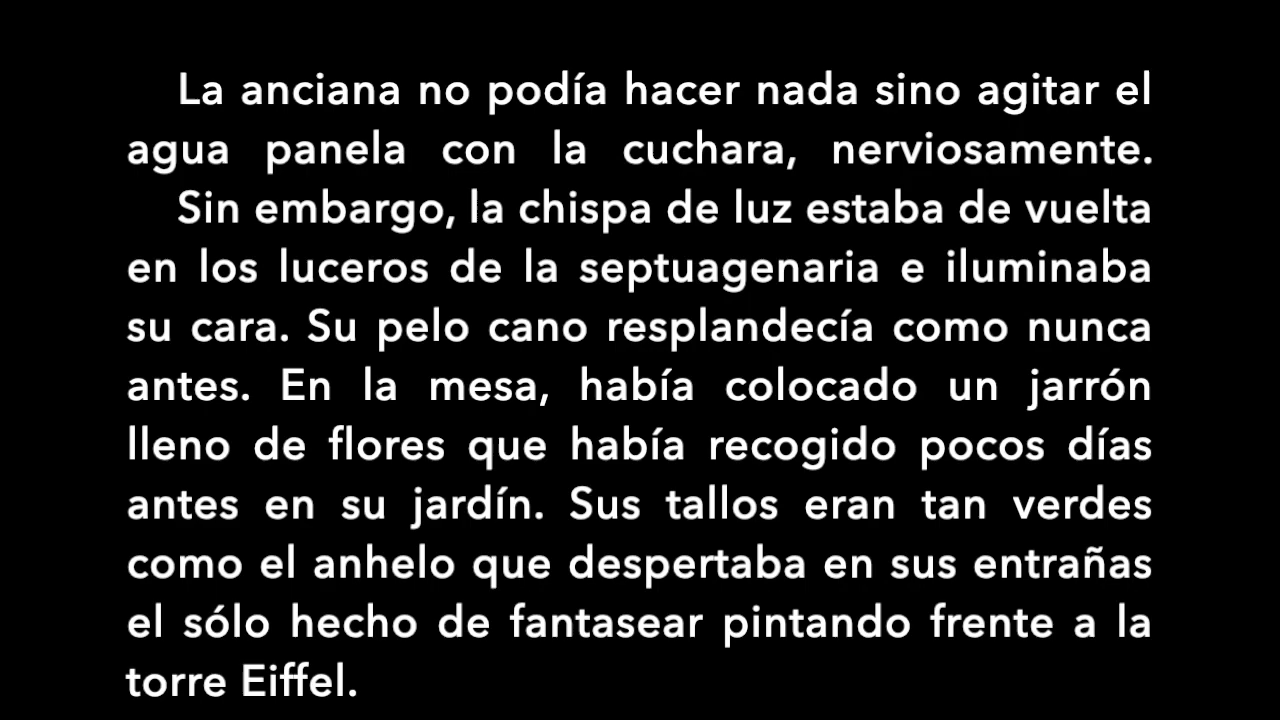 La anciana no podía hacer nada sino agitar el
agua panela con la cuchara, nerviosamente.
Sin embargo, la chispa de luz estaba de vuelta
en los luceros de la septuagenaria e iluminaba
su cara. Su pelo cano resplandecía como nunca
antes. En la mesa, había colocado un jarrón
lleno de flores que había recogido pocos días
antes en su jardín. Sus tallos eran tan verdes
como el anhelo que despertaba en sus entrañas
el sólo hecho de fantasear pintando frente a la
torre Eiffel.